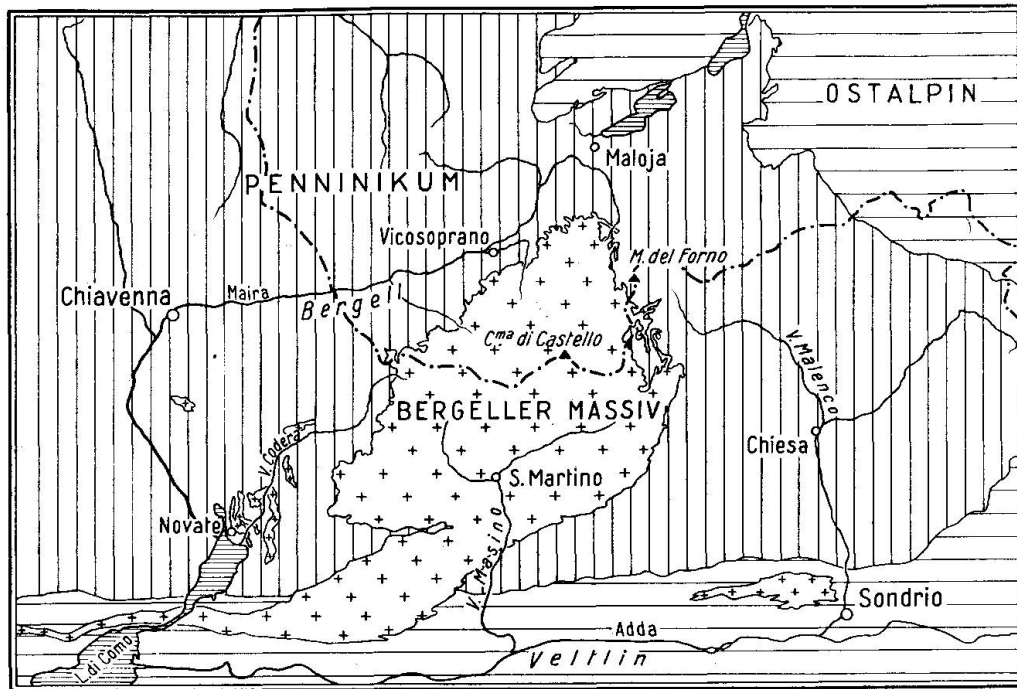 OSTALPIN
Maloja
PENNINIKUM
Vicosoprano
M. del Forno
Chiavenna
Maira
Bergell
Cma di Castello
V. Malenco
BERGELLER MASSIV
Chiesa
V. Codera
S. Martino
Novate
V. Masino
Sondrio
Adda
Veltlin
L. di Como